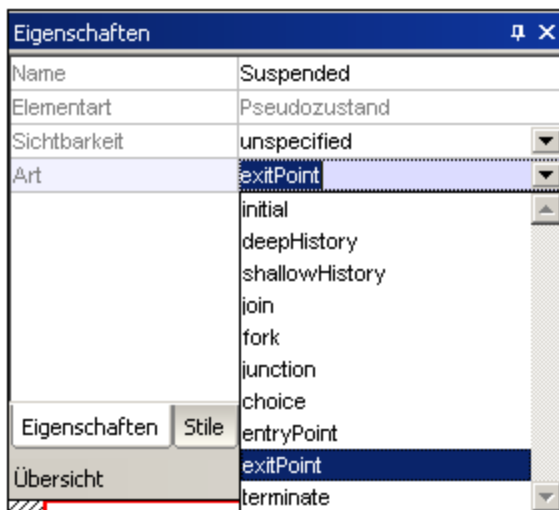 Eigenschaften
Name Suspended
Elementart Pseudozustand
Sichtbarkeit unspecified
Art exitPoint
initial
deepHistory
shallowHistory
join
fork
junction
choice
Eigenschaften Stile entryPoint
exitPoint
Übersicht
terminate